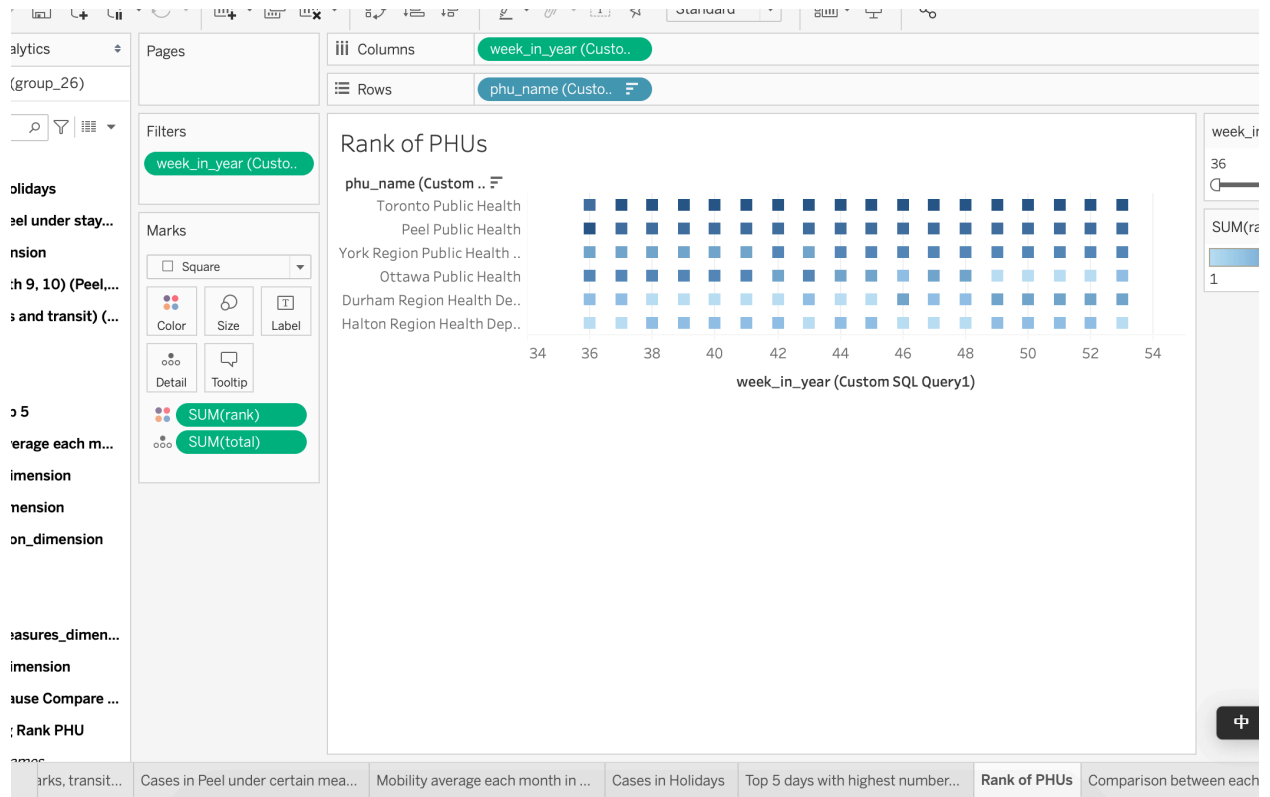 Standard
alytics
Pages
Columns
week_in_year (Custo..
(group_26)
Rows
phu_name (Custo..
Filters
week_in_year (Custo..
Rank of PHUs
week_in
36
phu_name (Custom ..
olidays
Toronto Public Health
eel under stay...
Peel Public Health
Marks
SUM(ra
nsion
York Region Public Health ..
Square
Ottawa Public Health
1
th 9, 10) (Peel,...
Durham Region Health De..
s and transit) (...
Halton Region Health Dep..
Color
Size
Label
34 36 38 40 42 44 46 48 50 52 54
Detail
Tooltip
week_in_year (Custom SQL Query1)
p 5
SUM(rank)
verage each m...
SUM(total)
imension
mension
on_dimension
easures_dimen...
imension
ause Compare ...
Rank PHU
中
arks, transit...
Cases in Peel under certain mea...
Mobility average each month in ...
Cases in Holidays
Top 5 days with highest number...
Rank of PHUs
Comparison between each